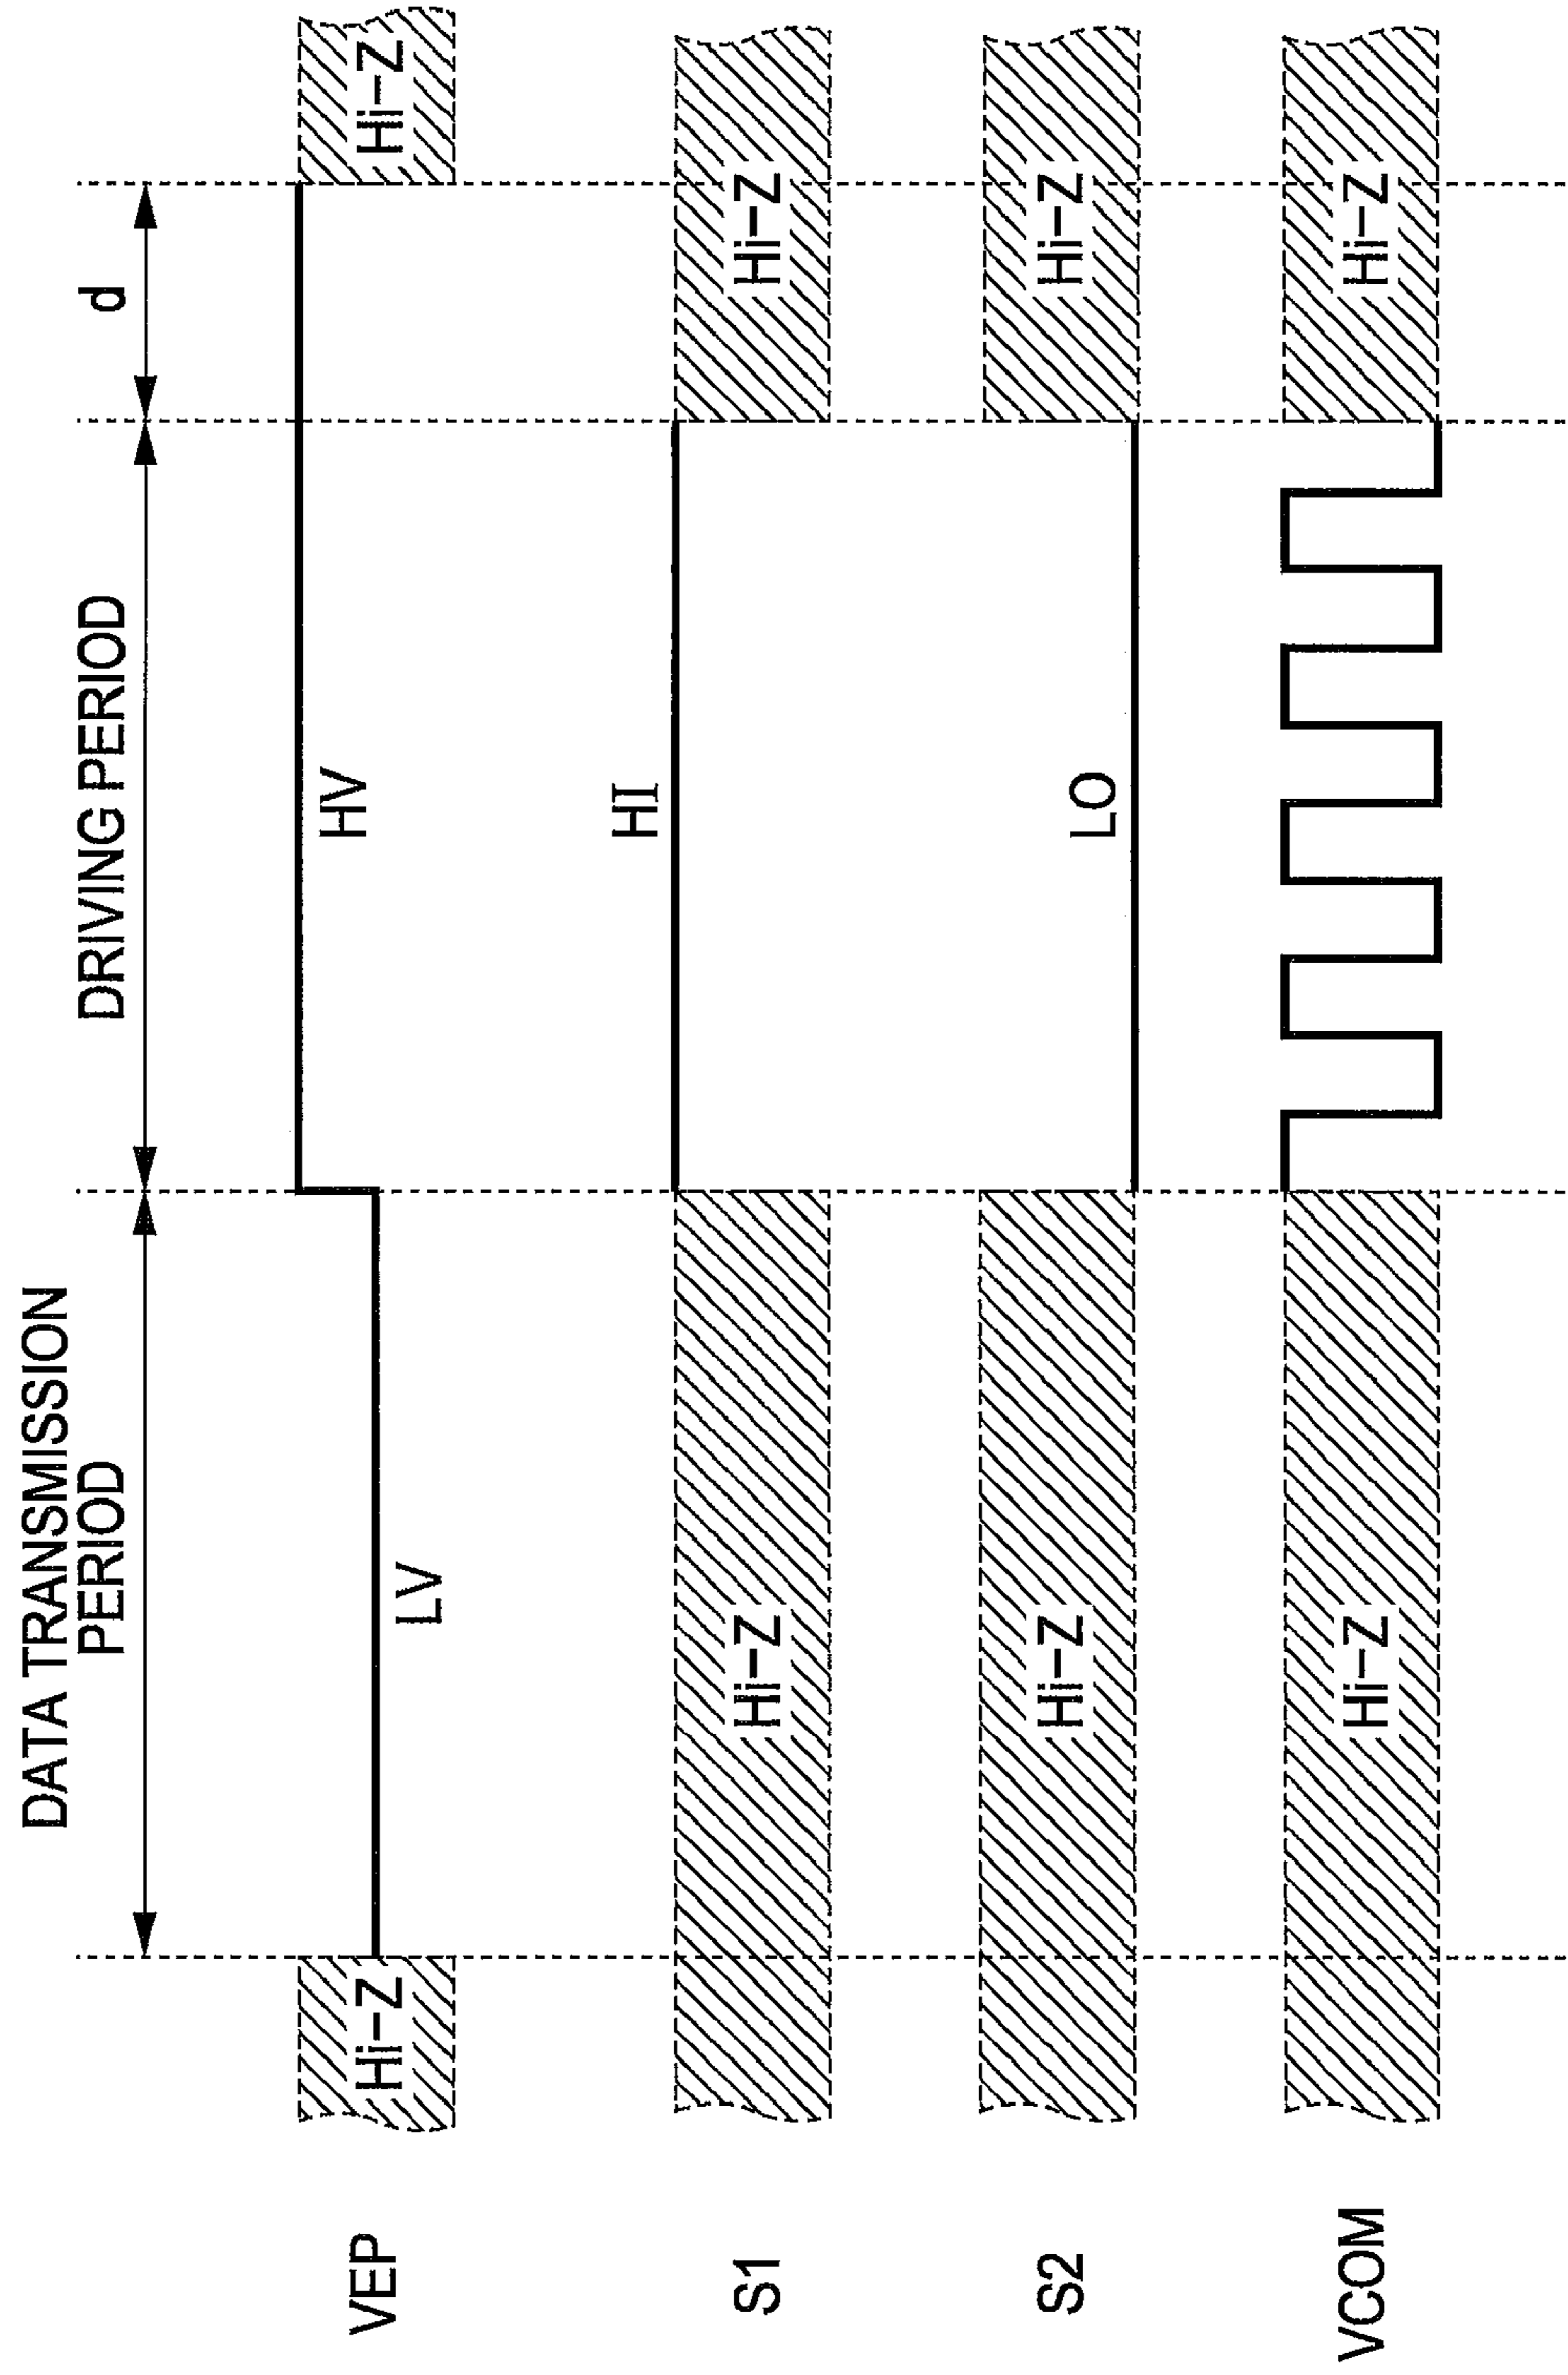 DATA TRANSMISSION
PERIOD
DRIVING PERIOD
d
VEP
Hi-Z
LV
HV
Hi-Z
S1
Hi-Z
HI
Hi-Z
S2
Hi-Z
LO
Hi-Z
VCOM
Hi-Z
Hi-Z